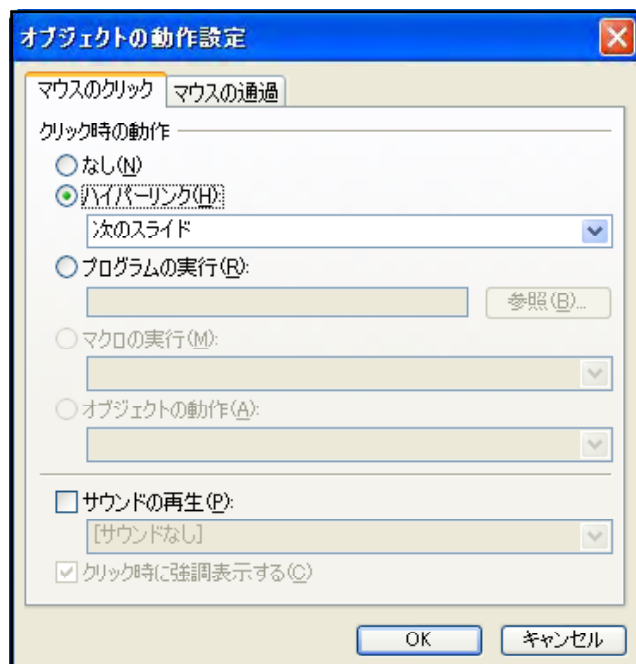 オブジェクトの動作設定
マウスのクリック マウスの通過
クリック時の動作
なし(N)
ハイパーリンク(H):
次のスライド
プログラムの実行(R):
参照(B)...
マクロの実行(M):
オブジェクトの動作(A):
サウンドの再生(P):
[サウンドなし]
クリック時に強調表示する(C)
OK キャンセル